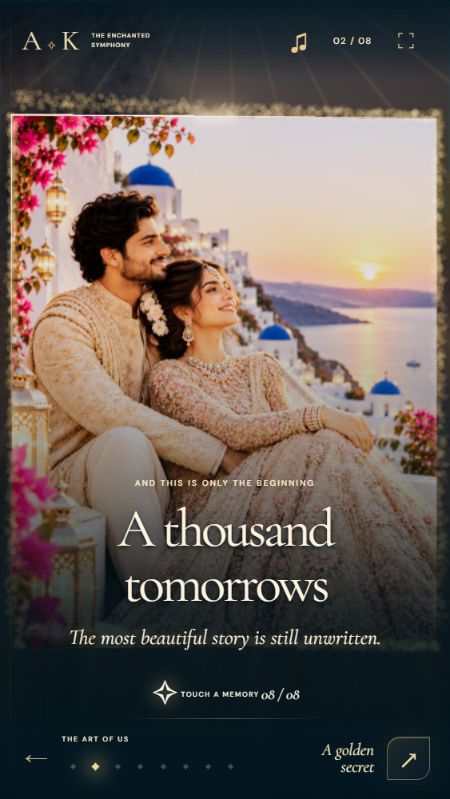 A ✧ K
THE ENCHANTED
SYMPHONY
02 / 08
AND THIS IS ONLY THE BEGINNING
A thousand
tomorrows
The most beautiful story is still unwritten.
TOUCH A MEMORY 08 / 08
THE ART OF US
A golden
secret